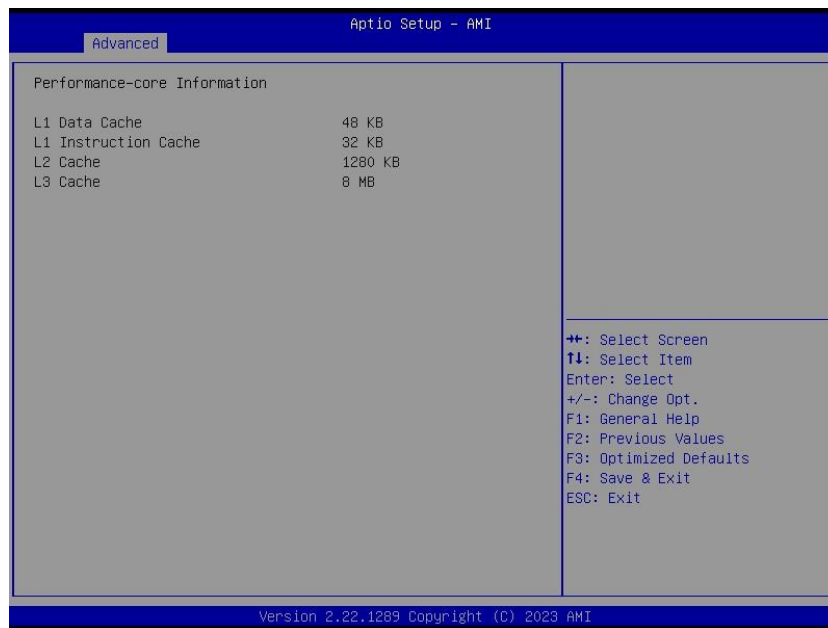 Aptio Setup - AMI
Advanced
Performance-core Information
L1 Data Cache 48 KB
L1 Instruction Cache 32 KB
L2 Cache 1280 KB
L3 Cache 8 MB
→←: Select Screen
↑↓: Select Item
Enter: Select
+/-: Change Opt.
F1: General Help
F2: Previous Values
F3: Optimized Defaults
F4: Save & Exit
ESC: Exit
Version 2.22.1289 Copyright (C) 2023 AMI